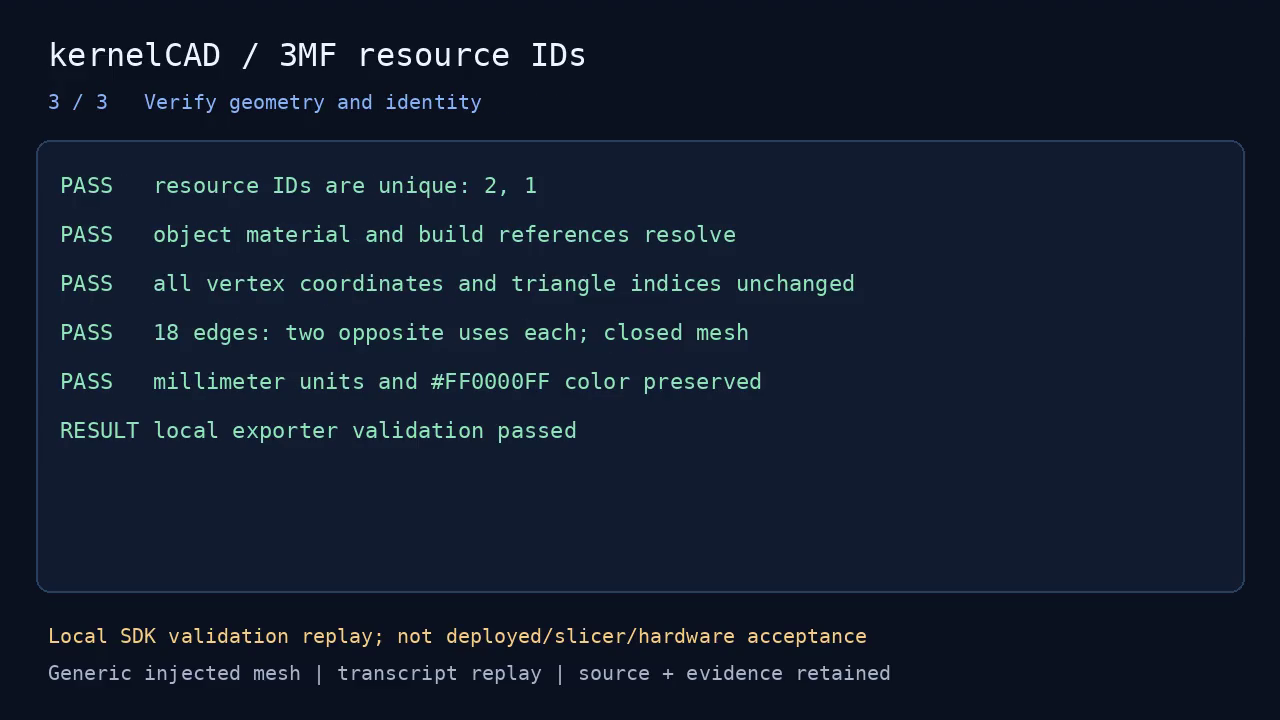 kernelCAD / 3MF resource IDs
3 / 3 Verify geometry and identity
PASS resource IDs are unique: 2, 1
PASS object material and build references resolve
PASS all vertex coordinates and triangle indices unchanged
PASS 18 edges: two opposite uses each; closed mesh
PASS millimeter units and #FF0000FF color preserved
RESULT local exporter validation passed
Local SDK validation replay; not deployed/slicer/hardware acceptance
Generic injected mesh | transcript replay | source + evidence retained